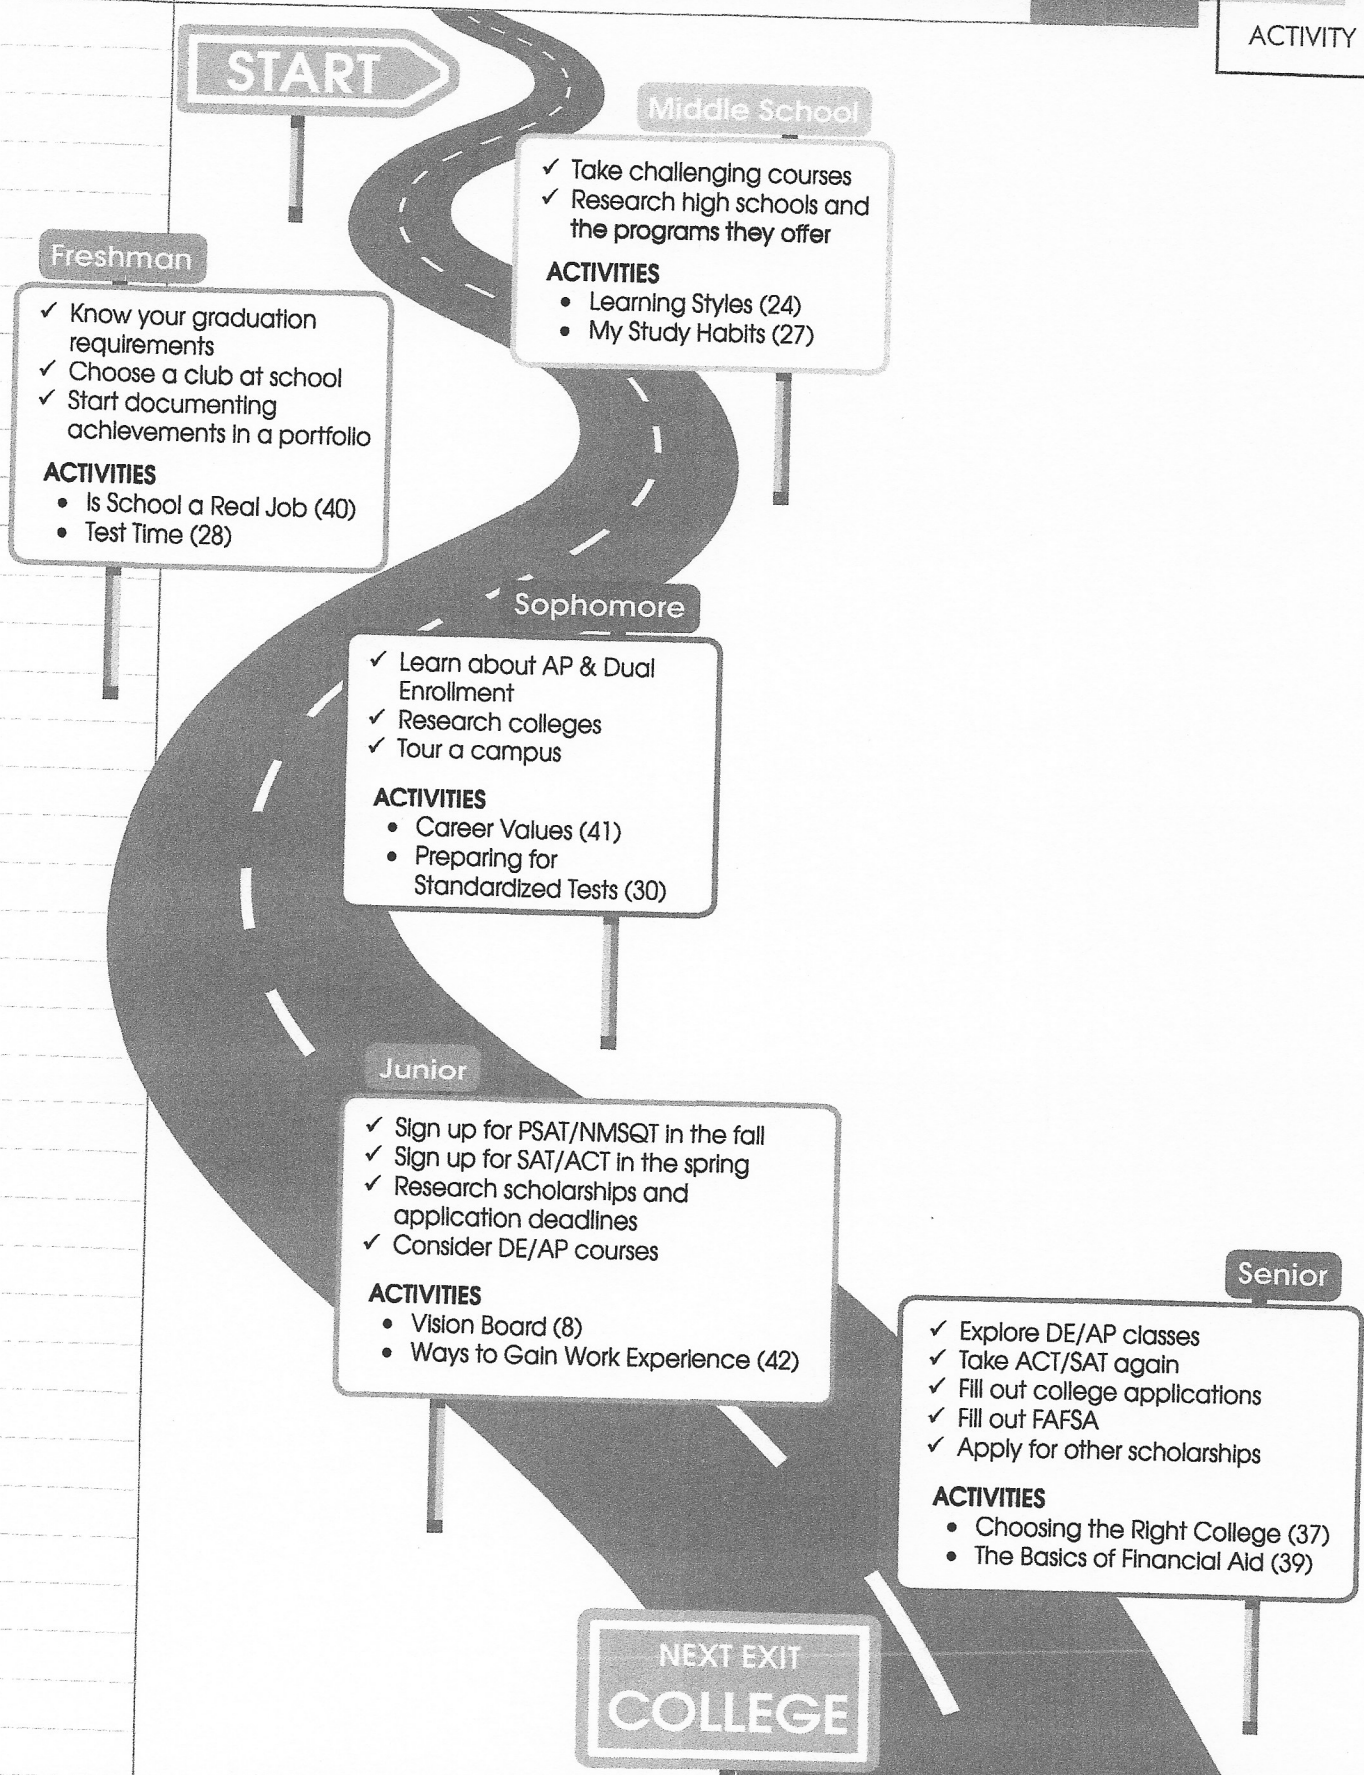 ACTIVITY
START
Middle School
✓ Take challenging courses
✓ Research high schools and
the programs they offer
ACTIVITIES
• Learning Styles (24)
• My Study Habits (27)
Freshman
✓ Know your graduation
requirements
✓ Choose a club at school
✓ Start documenting
achievements in a portfolio
ACTIVITIES
• Is School a Real Job (40)
• Test Time (28)
Sophomore
✓ Learn about AP & Dual
Enrollment
✓ Research colleges
✓ Tour a campus
ACTIVITIES
• Career Values (41)
• Preparing for
Standardized Tests (30)
Junior
✓ Sign up for PSAT/NMSQT in the fall
✓ Sign up for SAT/ACT in the spring
✓ Research scholarships and
application deadlines
✓ Consider DE/AP courses
ACTIVITIES
• Vision Board (8)
• Ways to Gain Work Experience (42)
Senior
✓ Explore DE/AP classes
✓ Take ACT/SAT again
✓ Fill out college applications
✓ Fill out FAFSA
✓ Apply for other scholarships
ACTIVITIES
• Choosing the Right College (37)
• The Basics of Financial Aid (39)
NEXT EXIT
COLLEGE